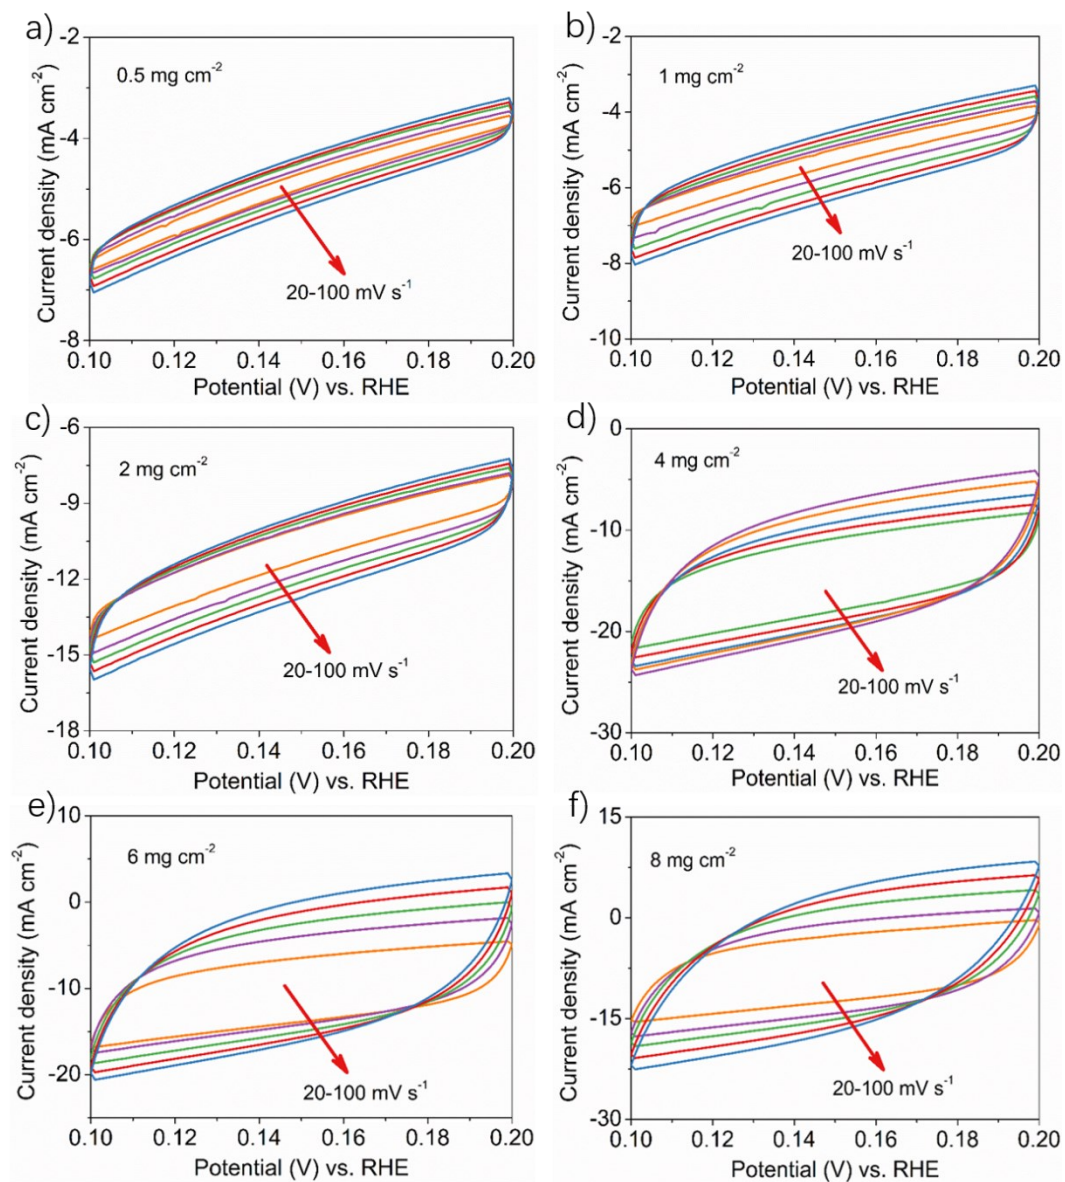 a)
0.5 mg cm⁻²
Current density (mA cm⁻²)
-2
-4
-6
-8
20-100 mV s⁻¹
0.10 0.12 0.14 0.16 0.18 0.20
Potential (V) vs. RHE
b)
1 mg cm⁻²
Current density (mA cm⁻²)
-2
-4
-6
-8
-10
20-100 mV s⁻¹
0.10 0.12 0.14 0.16 0.18 0.20
Potential (V) vs. RHE
c)
2 mg cm⁻²
Current density (mA cm⁻²)
-6
-9
-12
-15
-18
20-100 mV s⁻¹
0.10 0.12 0.14 0.16 0.18 0.20
Potential (V) vs. RHE
d)
4 mg cm⁻²
Current density (mA cm⁻²)
0
-10
-20
-30
20-100 mV s⁻¹
0.10 0.12 0.14 0.16 0.18 0.20
Potential (V) vs. RHE
e)
6 mg cm⁻²
Current density (mA cm⁻²)
10
0
-10
-20
20-100 mV s⁻¹
0.10 0.12 0.14 0.16 0.18 0.20
Potential (V) vs. RHE
f)
8 mg cm⁻²
Current density (mA cm⁻²)
15
0
-15
-30
20-100 mV s⁻¹
0.10 0.12 0.14 0.16 0.18 0.20
Potential (V) vs. RHE